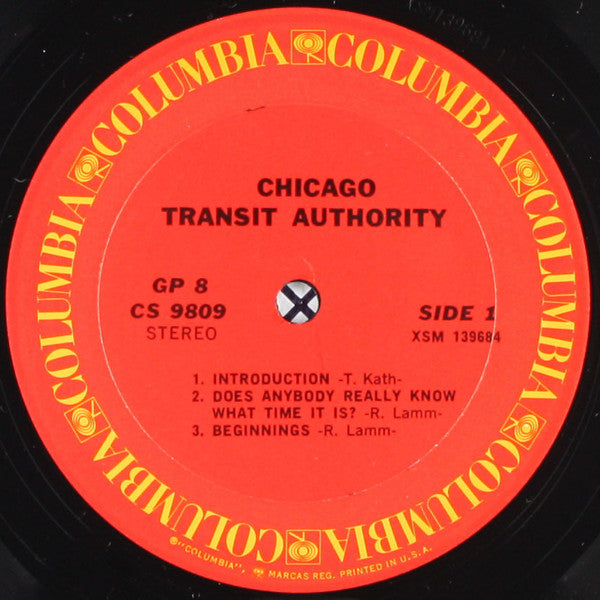 COLUMBIA COLUMBIA COLUMBIA COLUMBIA COLUMBIA COLUMBIA
CHICAGO
TRANSIT AUTHORITY
GP 8
CS 9809
STEREO
SIDE 1
XSM 139684
1. INTRODUCTION -T. Kath-
2. DOES ANYBODY REALLY KNOW
WHAT TIME IT IS? -R. Lamm-
3. BEGINNINGS -R. Lamm-
®"COLUMBIA", MARCAS REG. PRINTED IN U.S.A.